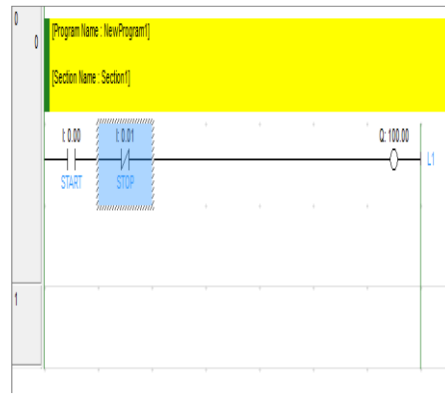 0
0
[Program Name : NewProgram1]
[Section Name : Section1]
I: 0.00
I: 0.01
Q: 100.00
START
STOP
L1
1